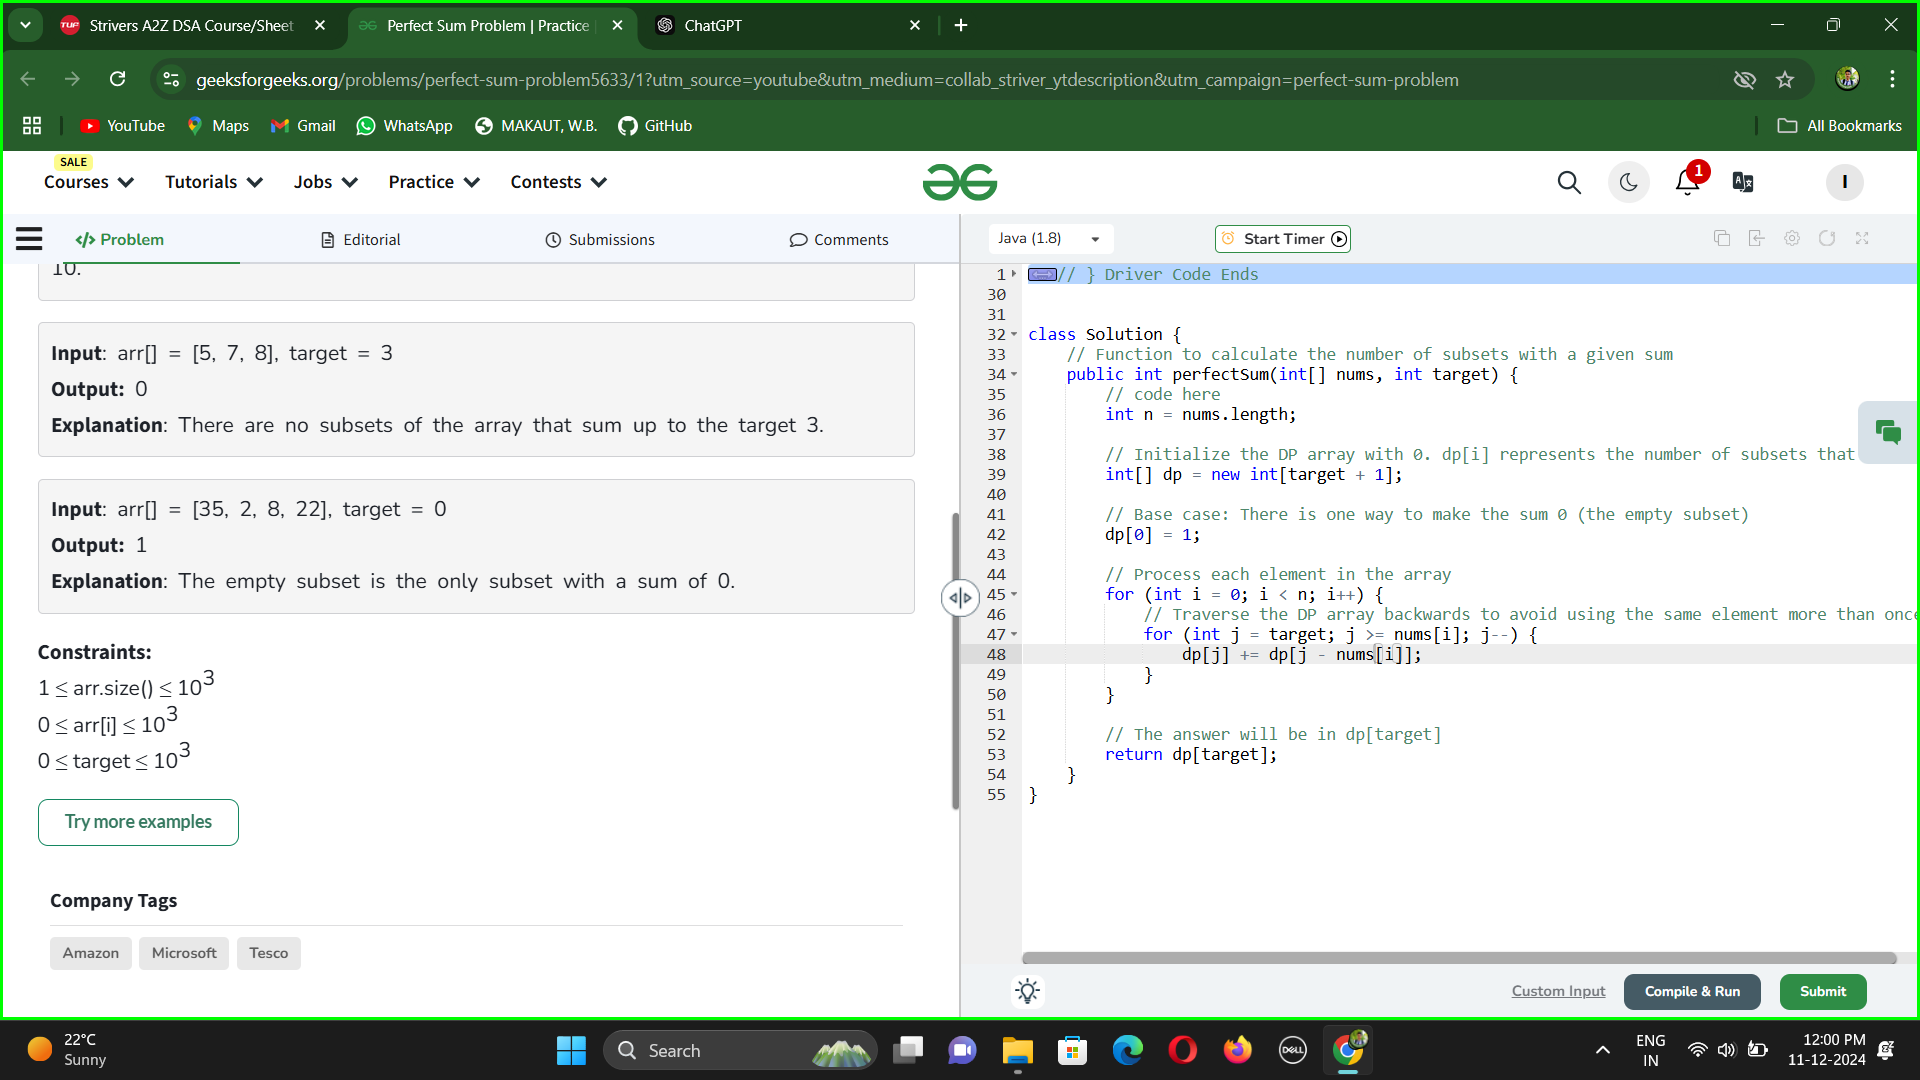 Strivers A2Z DSA Course/Sheet
Perfect Sum Problem | Practice
ChatGPT
geeksforgeeks.org/problems/perfect-sum-problem5633/1?utm_source=youtube&utm_medium=collab_striver_ytdescription&utm_campaign=perfect-sum-problem
YouTube
Maps
Gmail
WhatsApp
MAKAUT, W.B.
GitHub
All Bookmarks
SALE
Courses
Tutorials
Jobs
Practice
Contests
1
I
</> Problem
Editorial
Submissions
Comments
10.
Input: arr[] = [5, 7, 8], target = 3
Output: 0
Explanation: There are no subsets of the array that sum up to the target 3.
Input: arr[] = [35, 2, 8, 22], target = 0
Output: 1
Explanation: The empty subset is the only subset with a sum of 0.
Constraints:
1 ≤ arr.size() ≤ 10³
0 ≤ arr[i] ≤ 10³
0 ≤ target ≤ 10³
Try more examples
Company Tags
Amazon
Microsoft
Tesco
Java (1.8)
Start Timer
1 // } Driver Code Ends
30
31
32 class Solution {
33 // Function to calculate the number of subsets with a given sum
34 public int perfectSum(int[] nums, int target) {
35 // code here
36 int n = nums.length;
37
38 // Initialize the DP array with 0. dp[i] represents the number of subsets that
39 int[] dp = new int[target + 1];
40
41 // Base case: There is one way to make the sum 0 (the empty subset)
42 dp[0] = 1;
43
44 // Process each element in the array
45 for (int i = 0; i < n; i++) {
46 // Traverse the DP array backwards to avoid using the same element more than once
47 for (int j = target; j >= nums[i]; j--) {
48 dp[j] += dp[j - nums[i]];
49 }
50 }
51
52 // The answer will be in dp[target]
53 return dp[target];
54 }
55 }
Custom Input
Compile & Run
Submit
22°C
Sunny
Search
DELL
ENG
IN
12:00 PM
11-12-2024